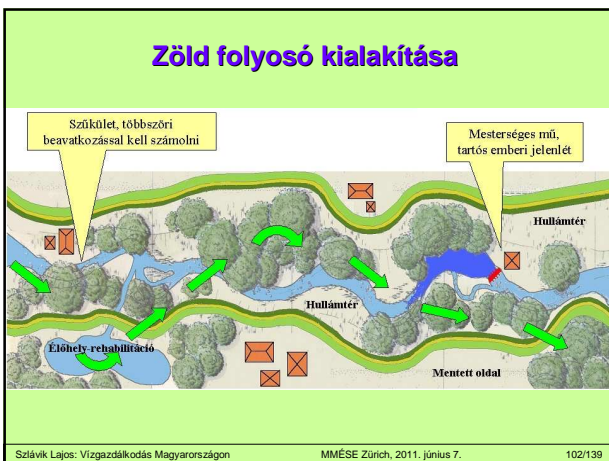 Zöld folyosó kialakítása
Szűkület, többszöri
beavatkozással kell számolni
Mesterséges mű,
tartós emberi jelenlét
Hullámtér
Hullámtér
Élőhely-rehabilitáció
Mentett oldal
Szlávik Lajos: Vízgazdálkodás Magyarországon
MMÉSE Zürich, 2011. június 7.
102/139